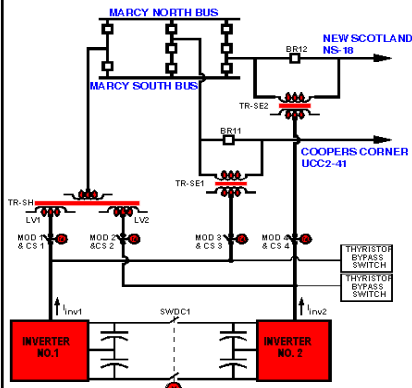 MARCY NORTH BUS
NEW SCOTLAND
NS-18
BR12
MARCY SOUTH BUS
TR-SE2
BR11
COOPERS CORNER
UCC2-41
TR-SE1
TR-SH
LV1
LV2
MOD 1
& CS 1
MOD 2
&CS 2
MOD 3
& CS 3
MOD 4
& CS 4
THYRISTOR
BYPASS
SWITCH
THYRISTOR
BYPASS
SWITCH
Iinv1
SWDC1
Iinv2
INVERTER
NO.1
INVERTER
NO. 2